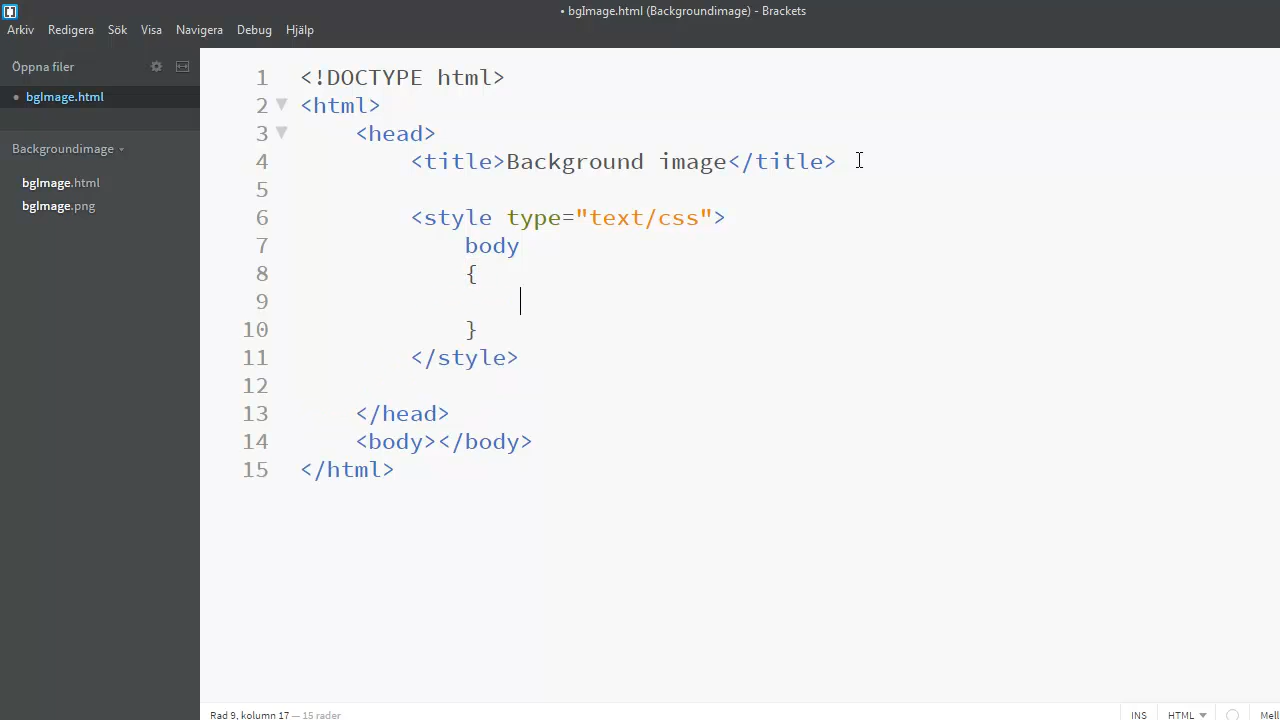 • bgImage.html (Backgroundimage) - Brackets
Arkiv Redigera Sök Visa Navigera Debug Hjälp
Öppna filer
• bgImage.html
Backgroundimage
bgImage.html
bgImage.png
1 <!DOCTYPE html>
2 <html>
3 <head>
4 <title>Background image</title>
5
6 <style type="text/css">
7 body
8 {
9
10 }
11 </style>
12
13 </head>
14 <body></body>
15 </html>
Rad 9, kolumn 17 — 15 rader INS HTML Mell